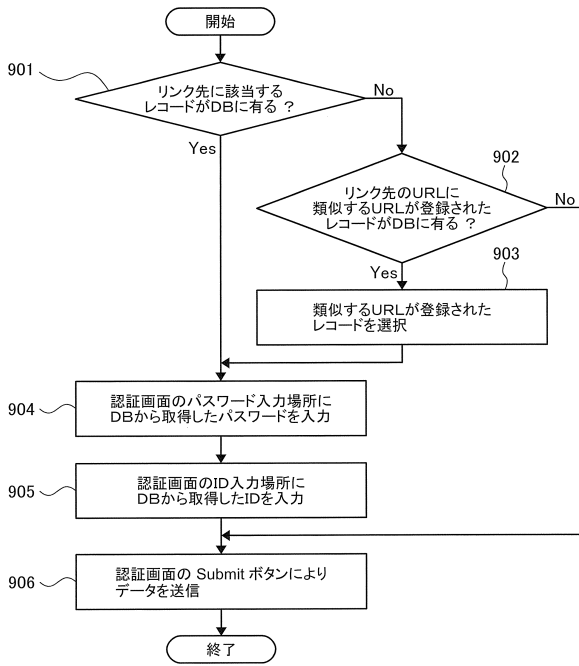 開始
901
リンク先に該当する
レコードがDBに有る ?
No
Yes
902
リンク先のURLに
類似するURLが登録された
レコードがDBに有る ?
No
Yes
903
類似するURLが登録された
レコードを選択
904
認証画面のパスワード入力場所に
DBから取得したパスワードを入力
905
認証画面のID入力場所に
DBから取得したIDを入力
906
認証画面の Submit ボタンにより
データを送信
終了